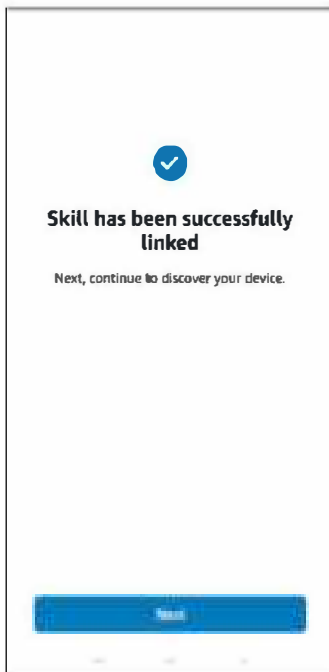 Skill has been successfully
linked
Next, continue to discover your device.
Next